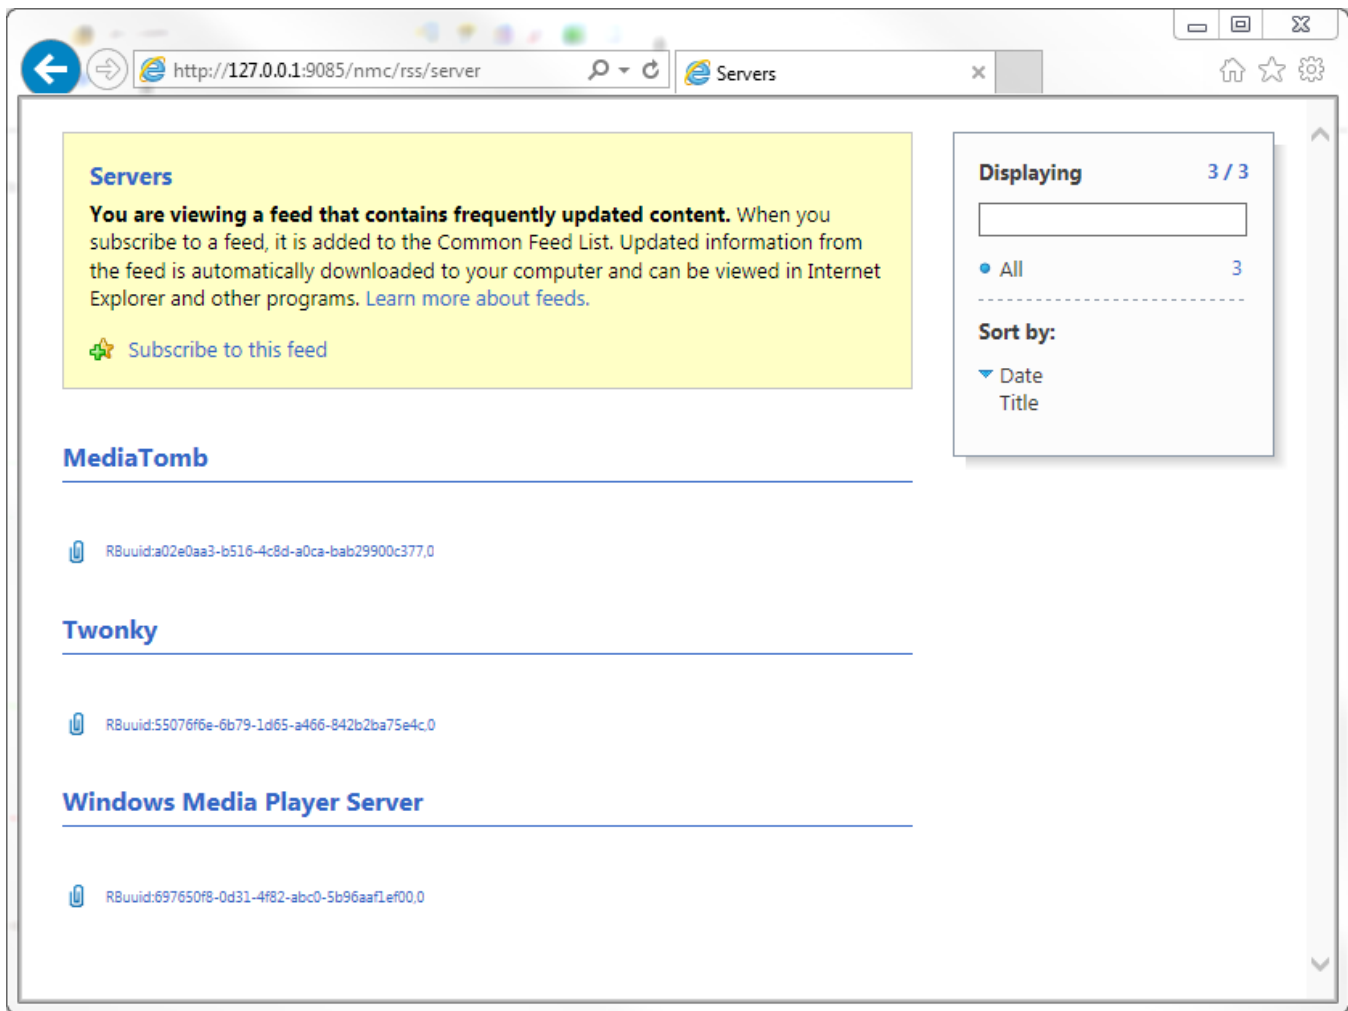 http://127.0.0.1:9085/nmc/rss/server
Servers
Servers
You are viewing a feed that contains frequently updated content. When you
subscribe to a feed, it is added to the Common Feed List. Updated information from
the feed is automatically downloaded to your computer and can be viewed in Internet
Explorer and other programs. Learn more about feeds.
Subscribe to this feed
Displaying 3 / 3
All 3
Sort by:
Date
Title
MediaTomb
RBuuid:a02e0aa3-b516-4c8d-a0ca-bab29900c377,0
Twonky
RBuuid:55076f6e-6b79-1d65-a466-842b2ba75e4c,0
Windows Media Player Server
RBuuid:697650f8-0d31-4f82-abc0-5b96aaf1ef00,0